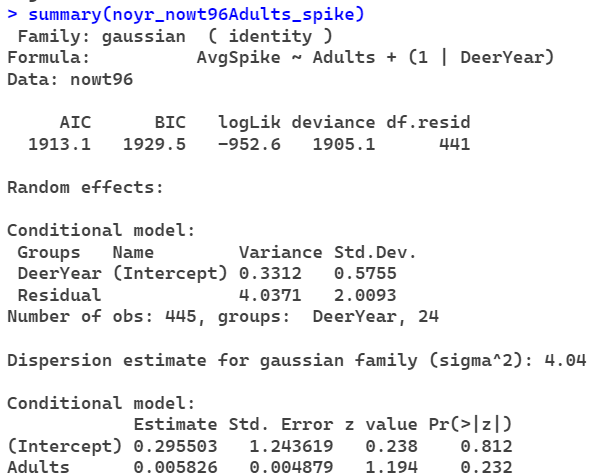 > summary(noyr_nowt96Adults_spike)
Family: gaussian  ( identity )
Formula:          AvgSpike ~ Adults + (1 | DeerYear)
Data: nowt96
AIC      BIC   logLik deviance df.resid
1913.1   1929.5   -952.6   1905.1      441
Random effects:
Conditional model:
Groups   Name        Variance Std.Dev.
DeerYear (Intercept) 0.3312   0.5755
Residual             4.0371   2.0093
Number of obs: 445, groups:  DeerYear, 24
Dispersion estimate for gaussian family (sigma^2): 4.04
Conditional model:
Estimate Std. Error z value Pr(>|z|)
(Intercept) 0.295503   1.243619   0.238    0.812
Adults      0.005826   0.004879   1.194    0.232